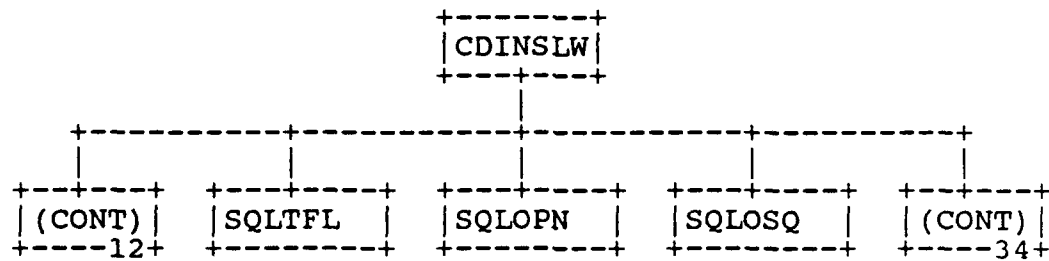 CDINSLW
(CONT) SQLTFL SQLOPN SQLOSQ (CONT)
12 34